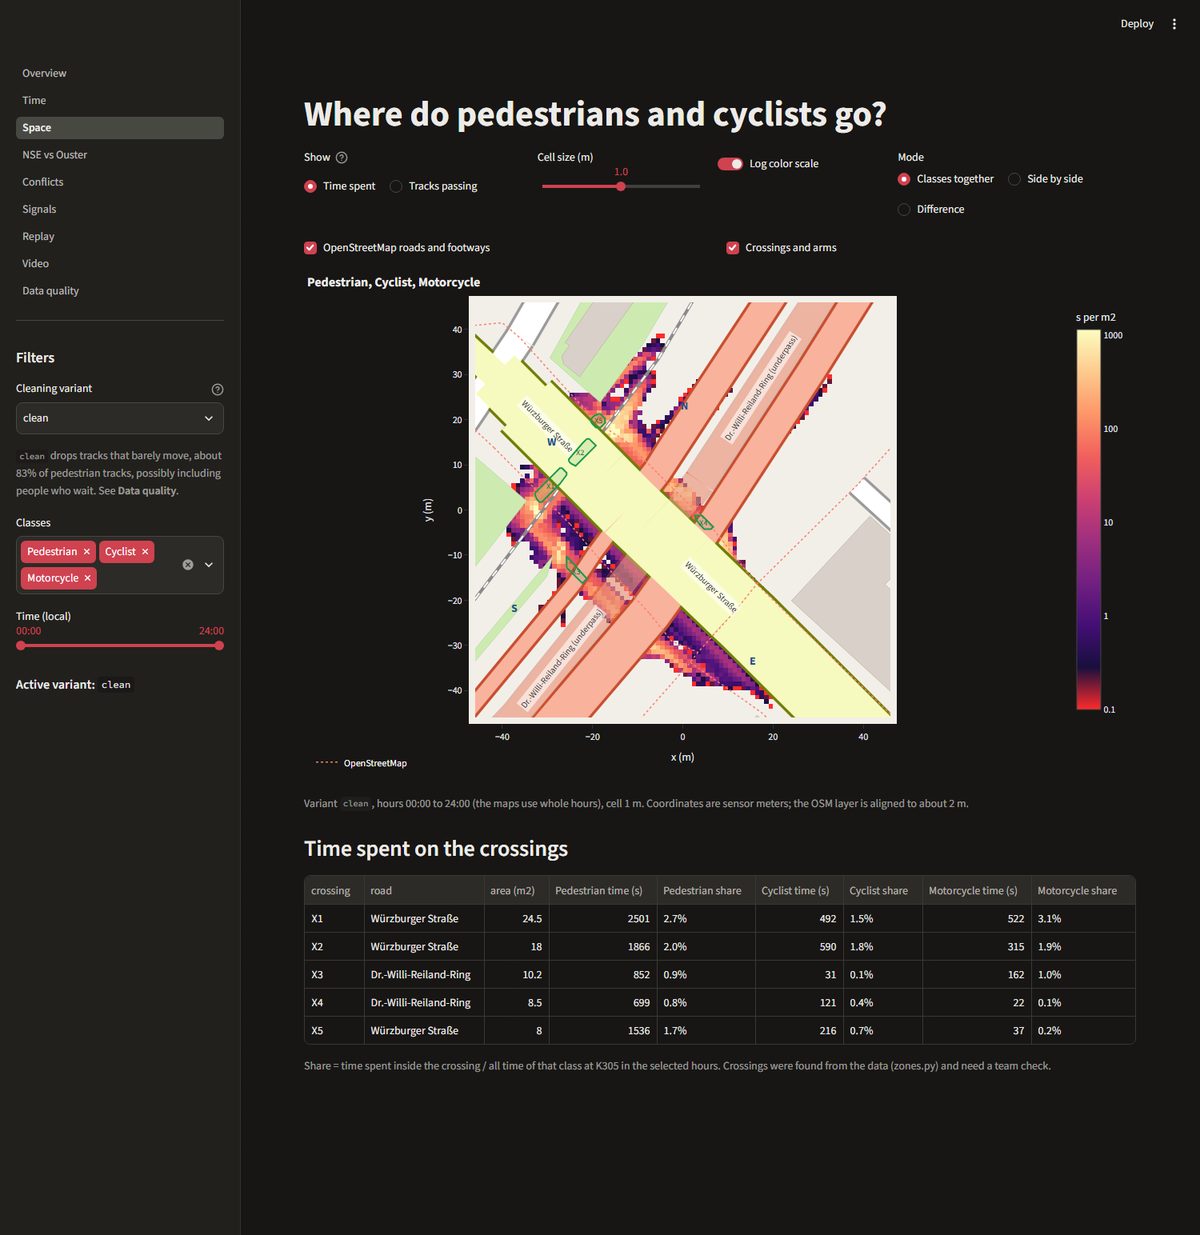 Deploy
Overview
Time
Space
NSE vs Ouster
Conflicts
Signals
Replay
Video
Data quality
Filters
Cleaning variant
clean
clean drops tracks that barely move, about
83% of pedestrian tracks, possibly including
people who wait. See Data quality.
Classes
Pedestrian
Cyclist
Motorcycle
Time (local)
00:00 24:00
Active variant: clean
Where do pedestrians and cyclists go?
Show
Time spent
Tracks passing
Cell size (m)
1.0
Log color scale
Mode
Classes together
Side by side
Difference
OpenStreetMap roads and footways
Crossings and arms
Pedestrian, Cyclist, Motorcycle
y (m)
40
30
20
10
0
−10
−20
−30
−40
Würzburger Straße
W
X2
N
Dr.-Willi-Reiland-Ring (underpass)
Würzburger Straße
S
Dr.-Willi-Reiland-Ring (underpass)
E
−40
−20
0
20
40
x (m)
s per m2
1000
100
10
1
0.1
OpenStreetMap
Variant clean , hours 00:00 to 24:00 (the maps use whole hours), cell 1 m. Coordinates are sensor meters; the OSM layer is aligned to about 2 m.
Time spent on the crossings
crossing road area (m2) Pedestrian time (s) Pedestrian share Cyclist time (s) Cyclist share Motorcycle time (s) Motorcycle share
X1 Würzburger Straße 24.5 2501 2.7% 492 1.5% 522 3.1%
X2 Würzburger Straße 18 1866 2.0% 590 1.8% 315 1.9%
X3 Dr.-Willi-Reiland-Ring 10.2 852 0.9% 31 0.1% 162 1.0%
X4 Dr.-Willi-Reiland-Ring 8.5 699 0.8% 121 0.4% 22 0.1%
X5 Würzburger Straße 8 1536 1.7% 216 0.7% 37 0.2%
Share = time spent inside the crossing / all time of that class at K305 in the selected hours. Crossings were found from the data (zones.py) and need a team check.